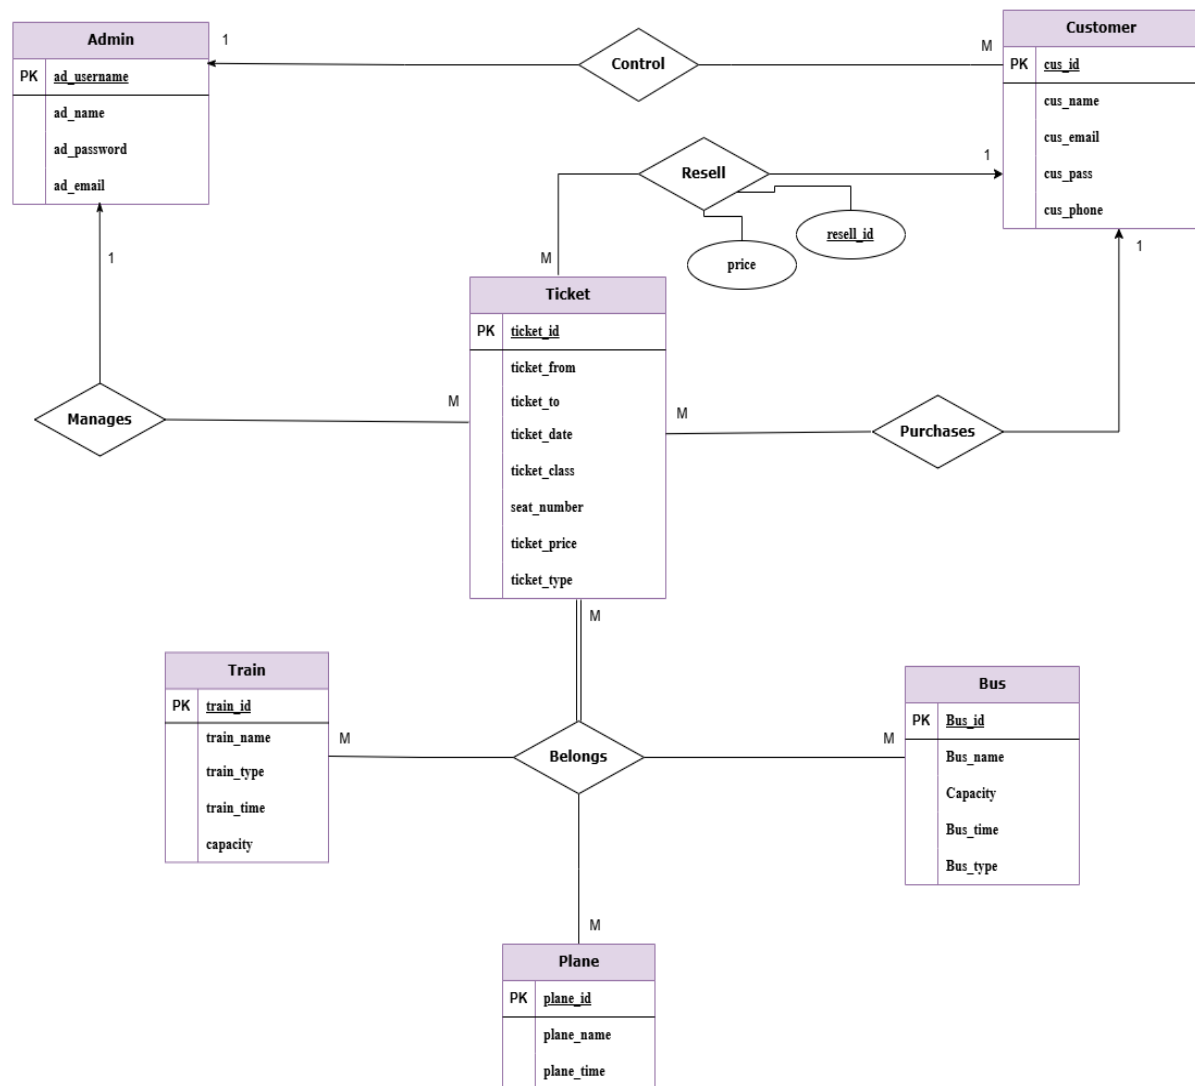 Admin
PK ad_username
ad_name
ad_password
ad_email
1
Control
M
Customer
PK cus_id
cus_name
cus_email
cus_pass
cus_phone
Resell
1
M
resell_id
price
1
1
Ticket
PK ticket_id
ticket_from
ticket_to
ticket_date
ticket_class
seat_number
ticket_price
ticket_type
Manages
M
M
Purchases
M
Train
PK train_id
train_name
train_type
train_time
capacity
M
Belongs
M
Bus
PK Bus_id
Bus_name
Capacity
Bus_time
Bus_type
M
Plane
PK plane_id
plane_name
plane_time